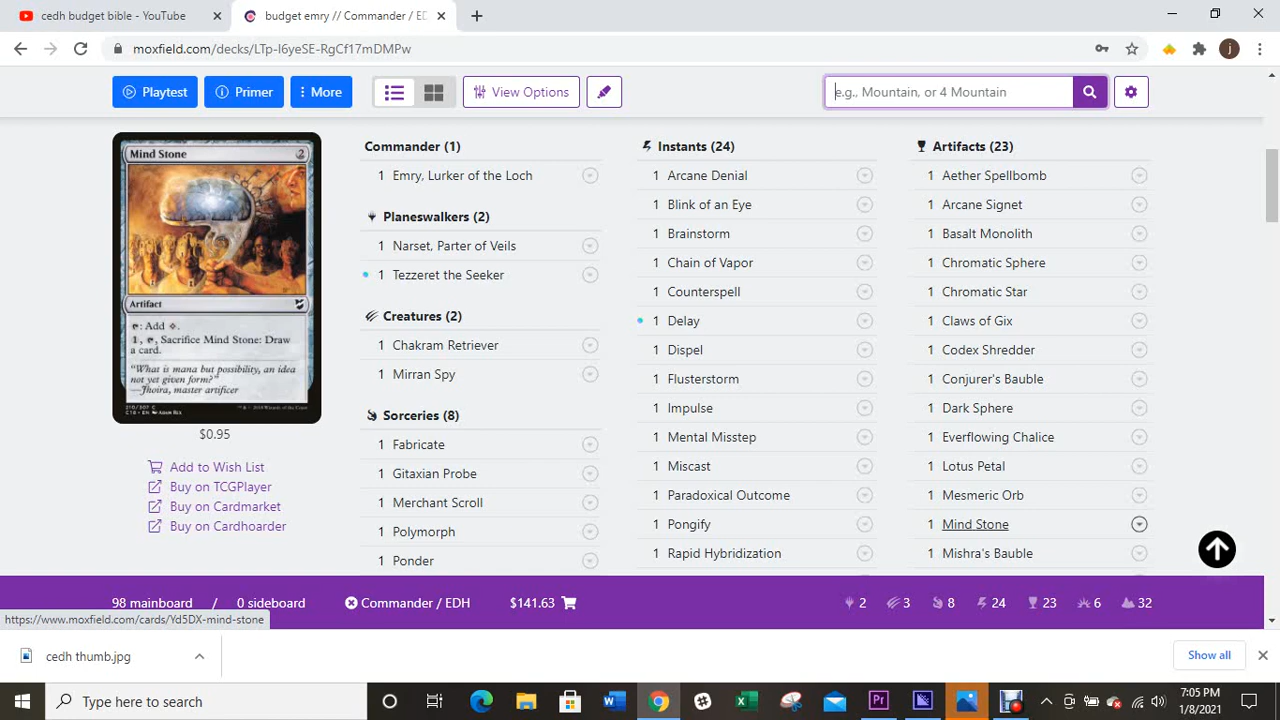 cedh budget bible - YouTube
budget emry // Commander / ED
moxfield.com/decks/LTp-l6yeSE-RgCf17mDMPw
j
Playtest
Primer
More
View Options
e.g., Mountain, or 4 Mountain
Mind Stone 2
Artifact
: Add .
1, , Sacrifice Mind Stone: Draw
a card.
"What is mana but possibility, an idea
not yet given form?"
—Jhoira, master artificer
$0.95
Add to Wish List
Buy on TCGPlayer
Buy on Cardmarket
Buy on Cardhoarder
Commander (1)
1 Emry, Lurker of the Loch
Planeswalkers (2)
1 Narset, Parter of Veils
1 Tezzeret the Seeker
Creatures (2)
1 Chakram Retriever
1 Mirran Spy
Sorceries (8)
1 Fabricate
1 Gitaxian Probe
1 Merchant Scroll
1 Polymorph
1 Ponder
Instants (24)
1 Arcane Denial
1 Blink of an Eye
1 Brainstorm
1 Chain of Vapor
1 Counterspell
1 Delay
1 Dispel
1 Flusterstorm
1 Impulse
1 Mental Misstep
1 Miscast
1 Paradoxical Outcome
1 Pongify
1 Rapid Hybridization
Artifacts (23)
1 Aether Spellbomb
1 Arcane Signet
1 Basalt Monolith
1 Chromatic Sphere
1 Chromatic Star
1 Claws of Gix
1 Codex Shredder
1 Conjurer's Bauble
1 Dark Sphere
1 Everflowing Chalice
1 Lotus Petal
1 Mesmeric Orb
1 Mind Stone
1 Mishra's Bauble
98 mainboard / 0 sideboard Commander / EDH $141.63 2 3 8 24 23 6 32
https://www.moxfield.com/cards/Yd5DX-mind-stone
cedh thumb.jpg
Show all
Type here to search
7:05 PM
1/8/2021